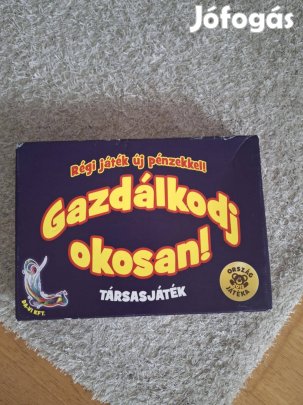 Jófogás
Régi játék új pénzekkel!
Gazdálkodj
okosan!
TÁRSASJÁTÉK
ORSZÁG
JÁTÉKA